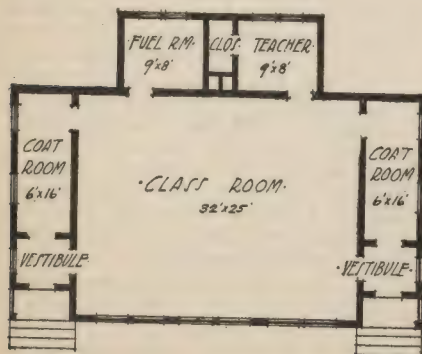 ·FUEL RM.·
9'x8'
CLOS.
TEACHER·
9'x8'
COAT
ROOM
6'x16'
·CLASS ROOM·
32'x25'
COAT
ROOM
6'x16'
VESTIBULE·
·VESTIBULE·